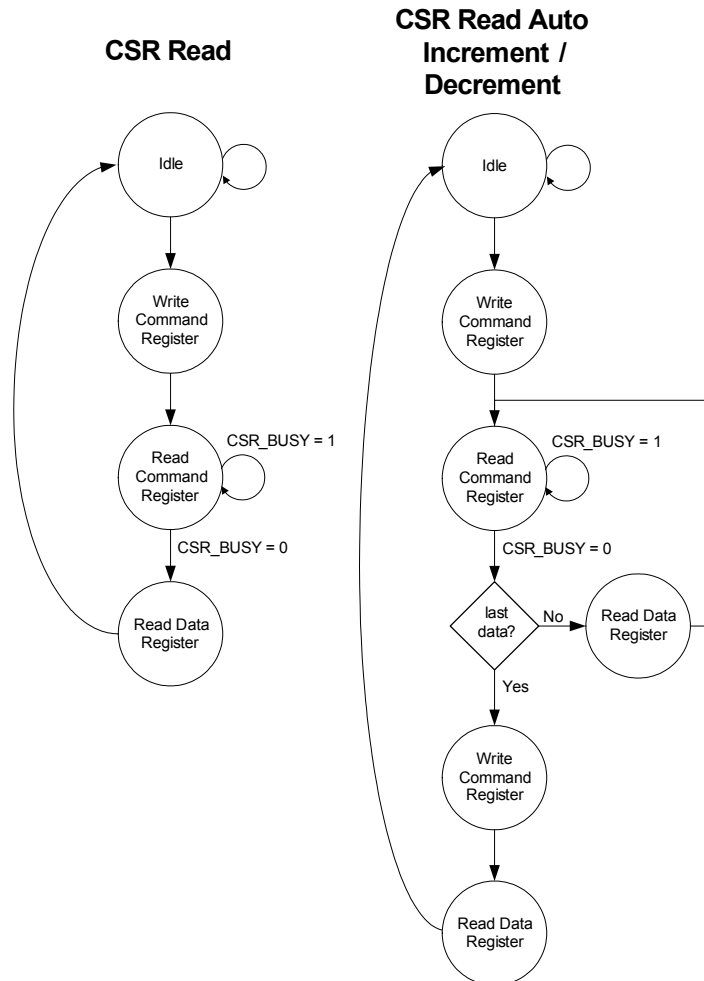 CSR Read
Idle
Write
Command
Register
Read
Command
Register
CSR_BUSY = 1
CSR_BUSY = 0
Read Data
Register
CSR Read Auto
Increment /
Decrement
Idle
Write
Command
Register
Read
Command
Register
CSR_BUSY = 1
CSR_BUSY = 0
last
data?
No
Read Data
Register
Yes
Write
Command
Register
Read Data
Register